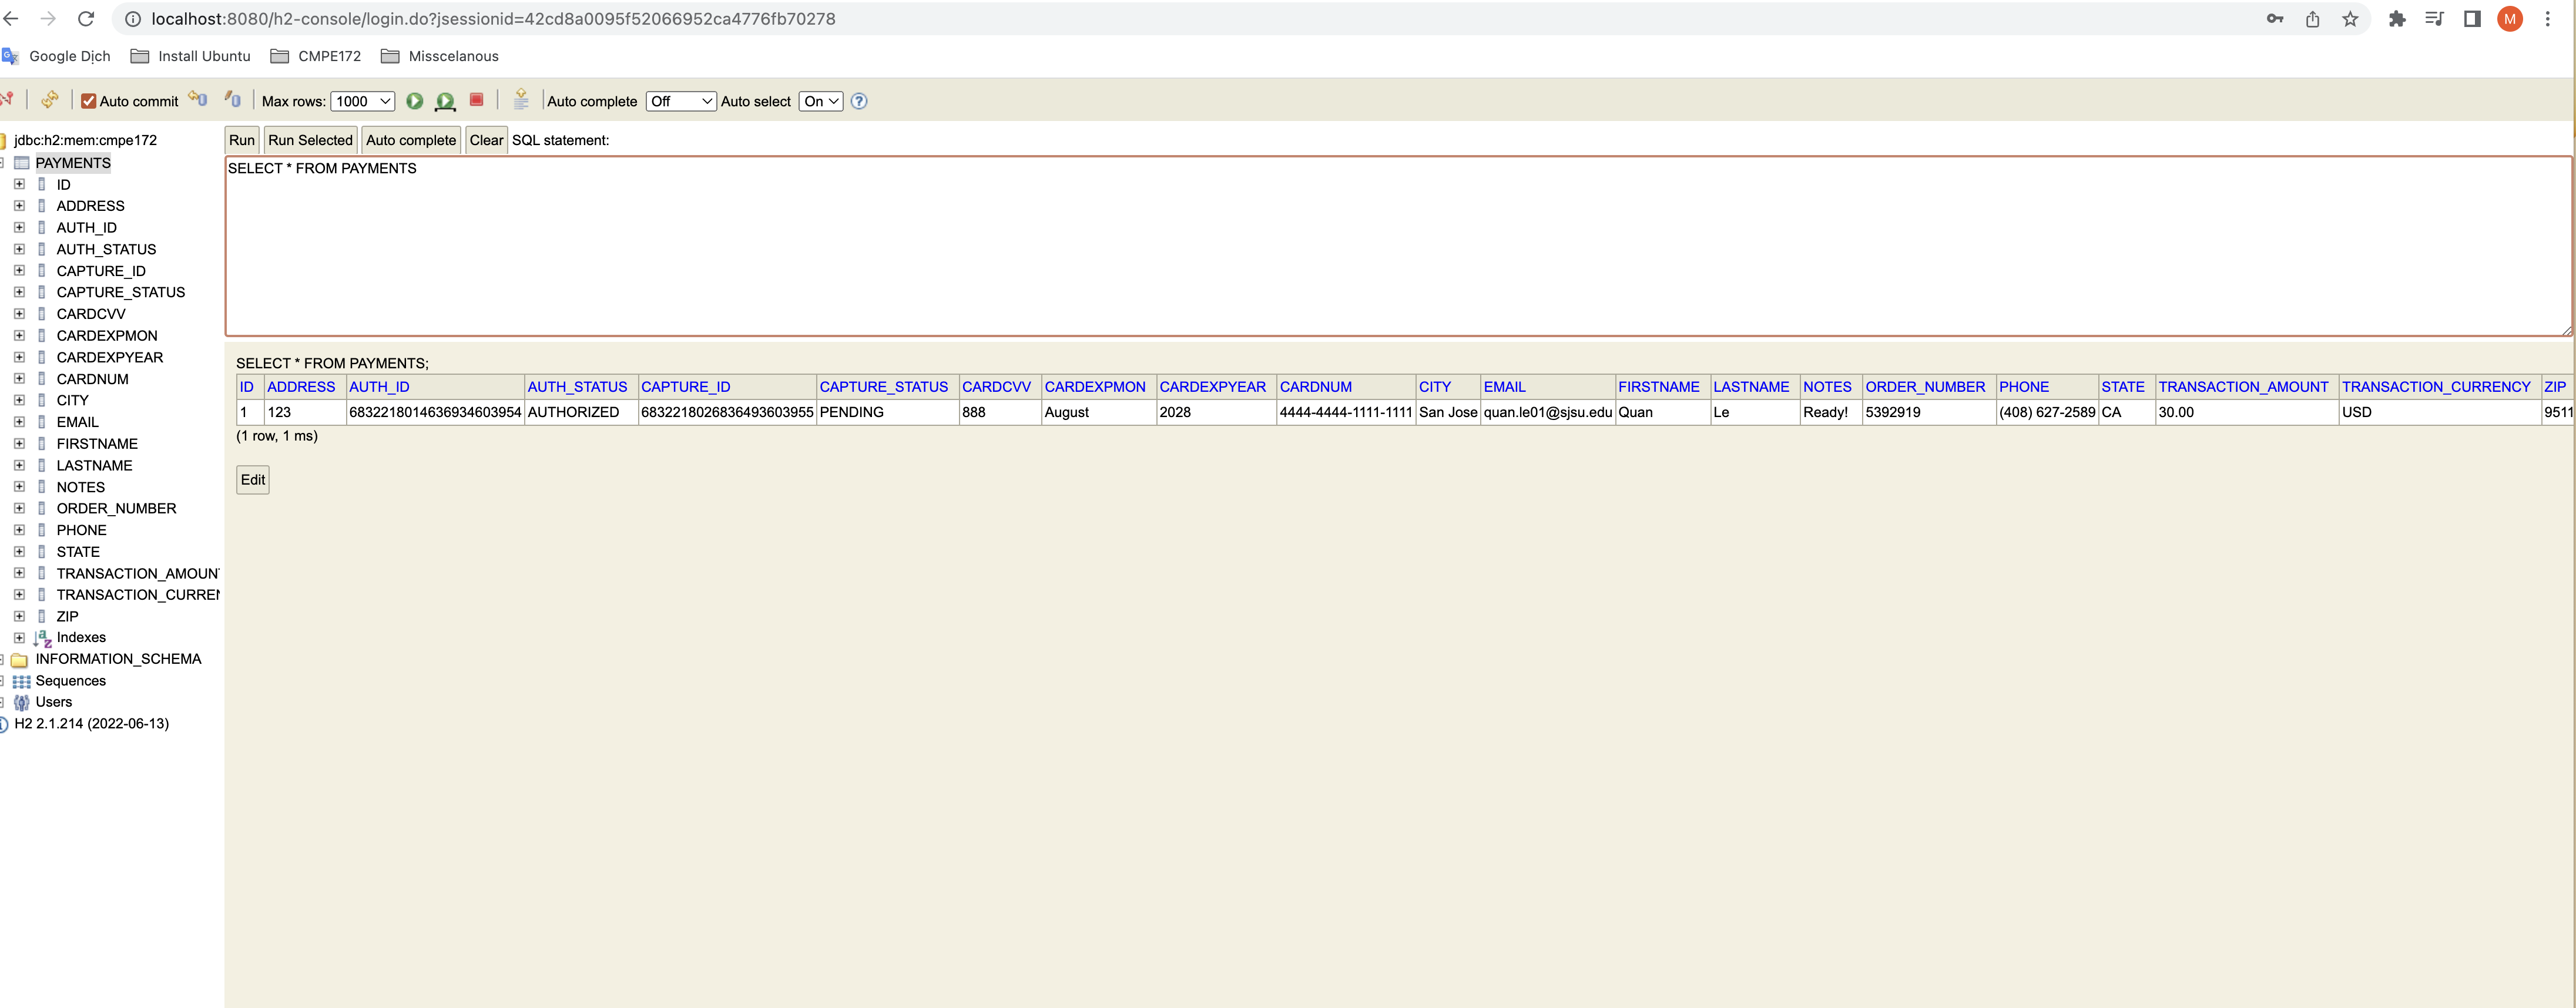 localhost:8080/h2-console/login.do?jsessionid=42cd8a0095f52066952ca4776fb70278
M
Google Dịch Install Ubuntu CMPE172 Misscelanous
Auto commit Max rows: 1000 Auto complete Off Auto select On ?
jdbc:h2:mem:cmpe172
PAYMENTS
ID
ADDRESS
AUTH_ID
AUTH_STATUS
CAPTURE_ID
CAPTURE_STATUS
CARDCVV
CARDEXPMON
CARDEXPYEAR
CARDNUM
CITY
EMAIL
FIRSTNAME
LASTNAME
NOTES
ORDER_NUMBER
PHONE
STATE
TRANSACTION_AMOUN
TRANSACTION_CURREN
ZIP
Indexes
INFORMATION_SCHEMA
Sequences
Users
H2 2.1.214 (2022-06-13)
Run Run Selected Auto complete Clear SQL statement:
SELECT * FROM PAYMENTS
SELECT * FROM PAYMENTS;
ID ADDRESS AUTH_ID AUTH_STATUS CAPTURE_ID CAPTURE_STATUS CARDCVV CARDEXPMON CARDEXPYEAR CARDNUM CITY EMAIL FIRSTNAME LASTNAME NOTES ORDER_NUMBER PHONE STATE TRANSACTION_AMOUNT TRANSACTION_CURRENCY ZIP
1 123 6832218014636934603954 AUTHORIZED 6832218026836493603955 PENDING 888 August 2028 4444-4444-1111-1111 San Jose quan.le01@sjsu.edu Quan Le Ready! 5392919 (408) 627-2589 CA 30.00 USD 9511
(1 row, 1 ms)
Edit